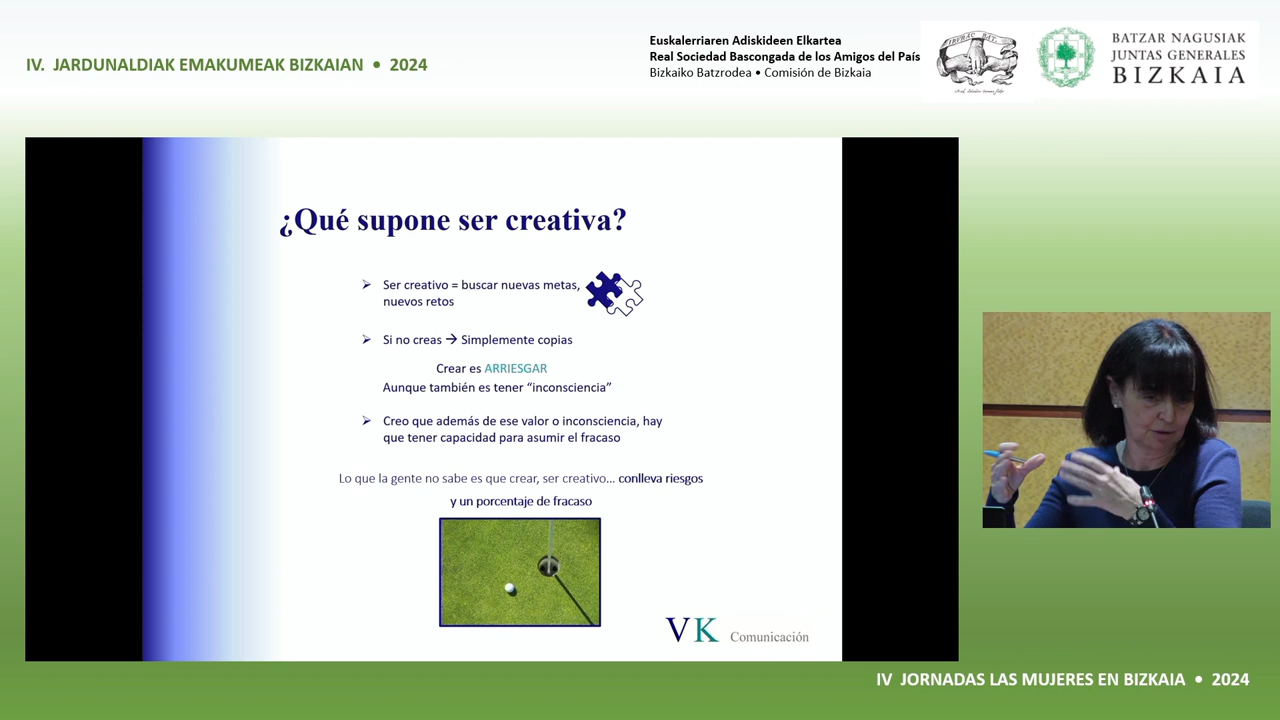 IV. JARDUNALDIAK EMAKUMEAK BIZKAIAN • 2024
Euskalerriaren Adiskideen Elkartea
Real Sociedad Bascongada de los Amigos del País
Bizkaiko Batzrodea • Comisión de Bizkaia
IRURAC BAT
BATZAR NAGUSIAK
JUNTAS GENERALES
BIZKAIA
¿Qué supone ser creativa?
Ser creativo = buscar nuevas metas,
nuevos retos
Si no creas → Simplemente copias
Crear es ARRIESGAR
Aunque también es tener “inconsciencia”
Creo que además de ese valor o inconsciencia, hay
que tener capacidad para asumir el fracaso
Lo que la gente no sabe es que crear, ser creativo... conlleva riesgos
y un porcentaje de fracaso
VK Comunicación
IV JORNADAS LAS MUJERES EN BIZKAIA • 2024